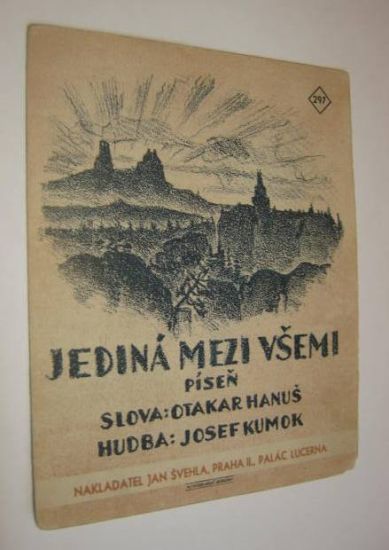 297
JEDINÁ MEZI VŠEMI
PÍSEŇ
SLOVA: OTAKAR HANUŠ
HUDBA: JOSEF KUMOK
NAKLADATEL JAN ŠVEHLA, PRAHA II., PALÁC LUCERNA